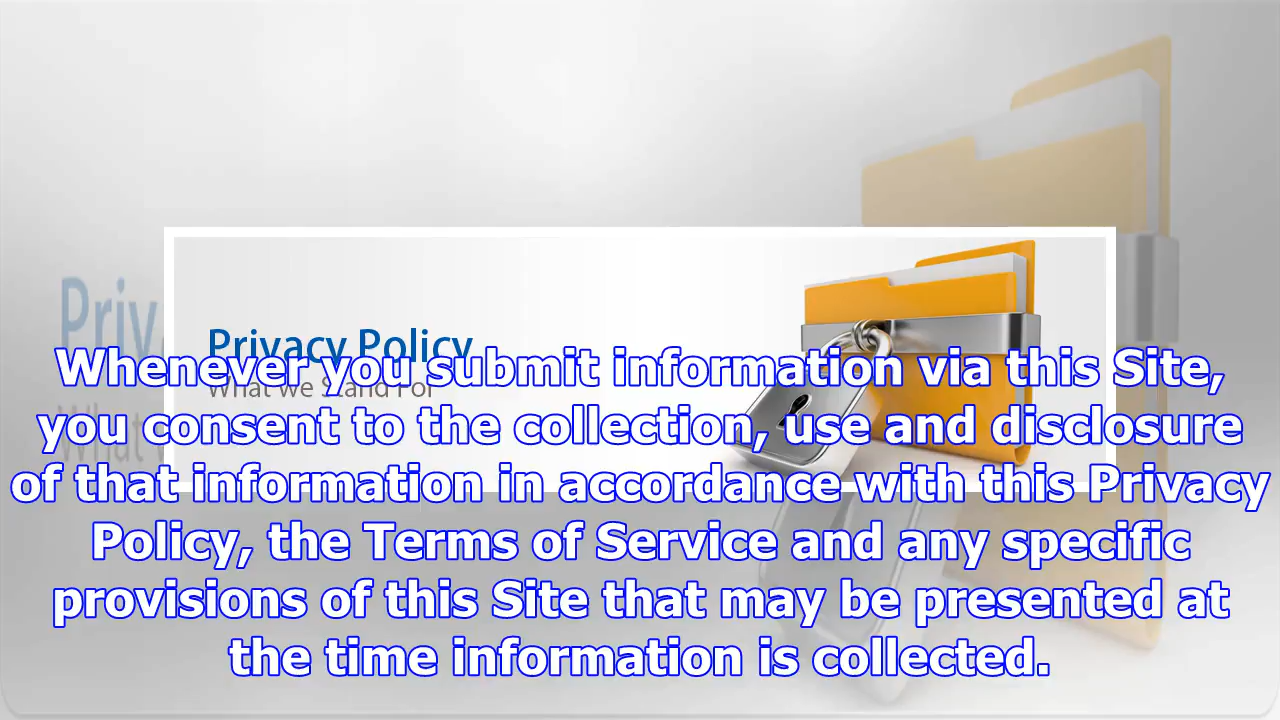 Privacy Policy
What We Stand For
Whenever you submit information via this Site,
you consent to the collection, use and disclosure
of that information in accordance with this Privacy
Policy, the Terms of Service and any specific
provisions of this Site that may be presented at
the time information is collected.
Priv
What